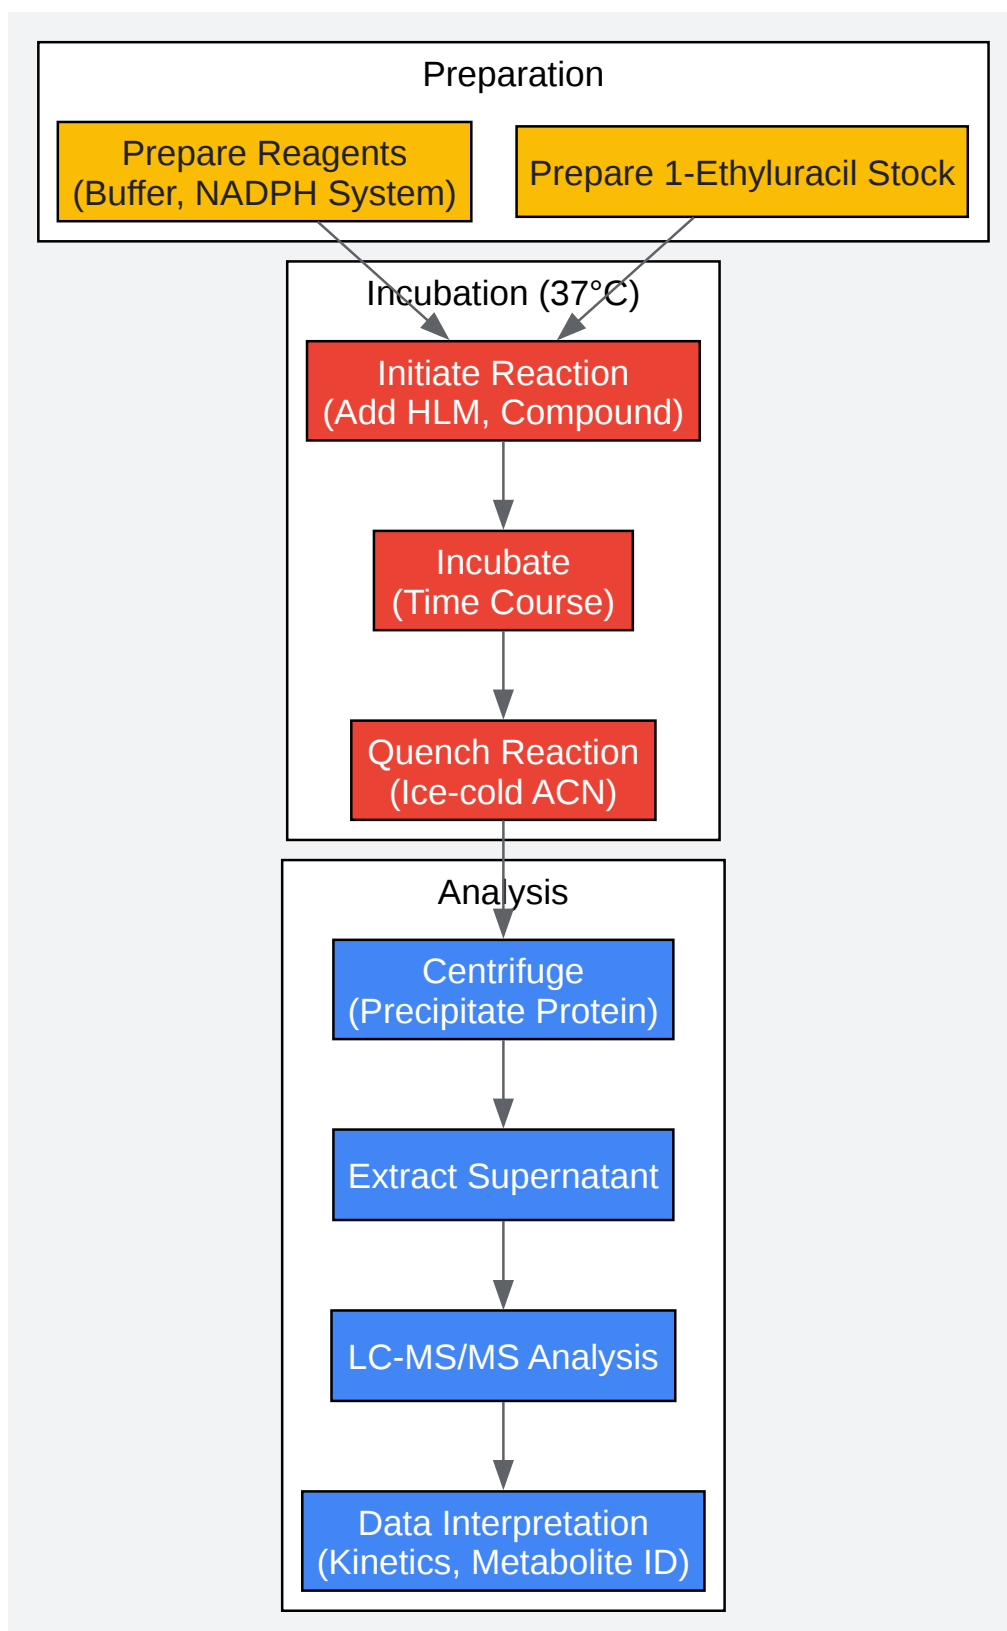 Preparation
Prepare Reagents
(Buffer, NADPH System)
Prepare 1-Ethyluracil Stock
Incubation (37°C)
Initiate Reaction
(Add HLM, Compound)
Incubate
(Time Course)
Quench Reaction
(Ice-cold ACN)
Analysis
Centrifuge
(Precipitate Protein)
Extract Supernatant
LC-MS/MS Analysis
Data Interpretation
(Kinetics, Metabolite ID)